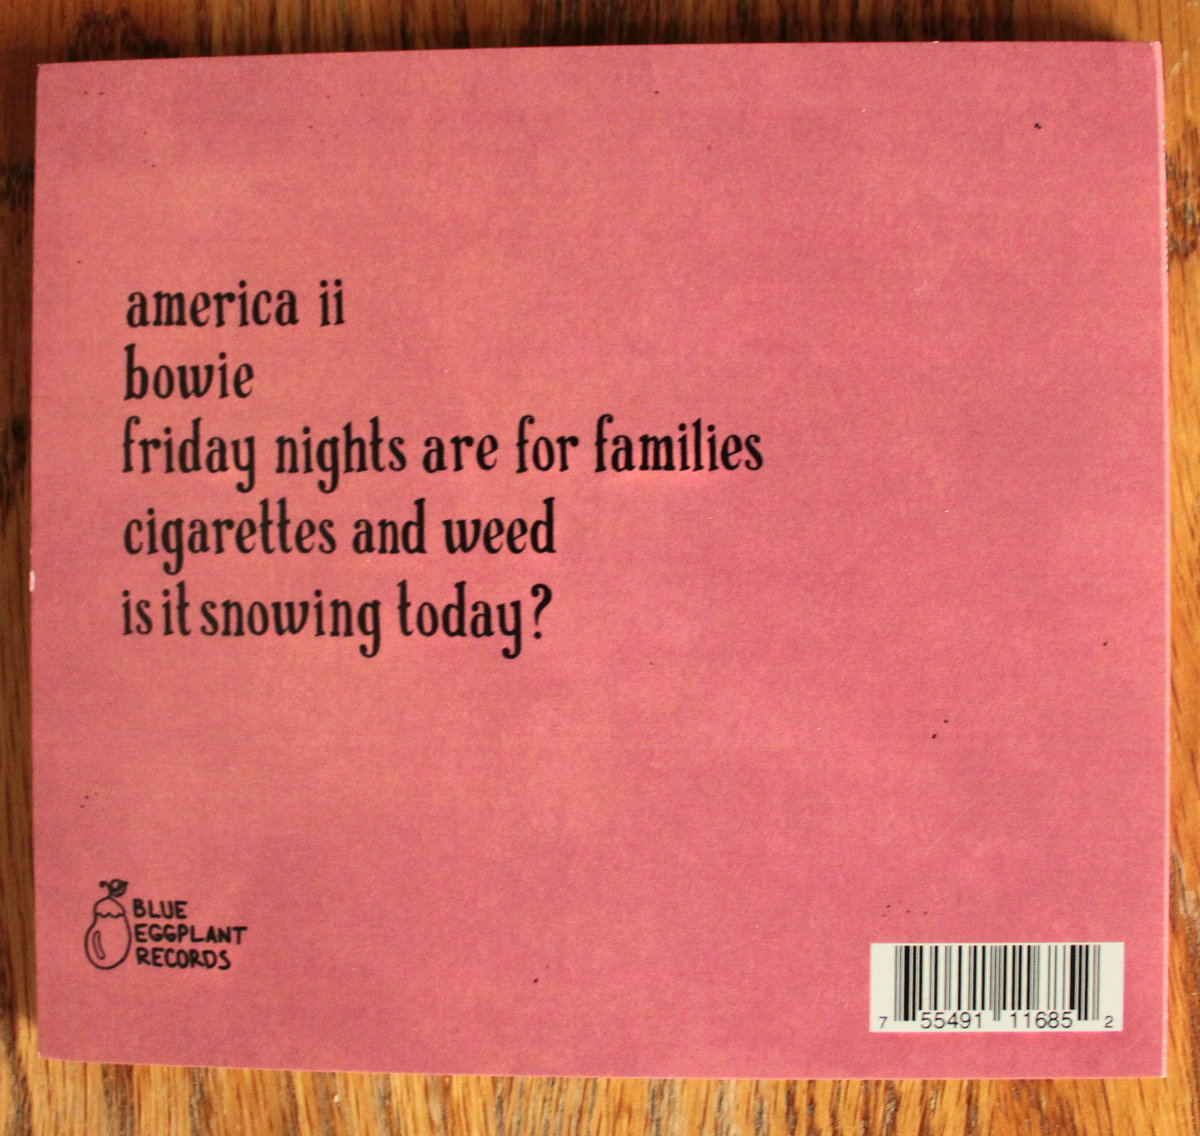 america ii
bowie
friday nights are for families
cigarettes and weed
is it snowing today?
BLUE
EGGPLANT
RECORDS
7 55491 11685 2